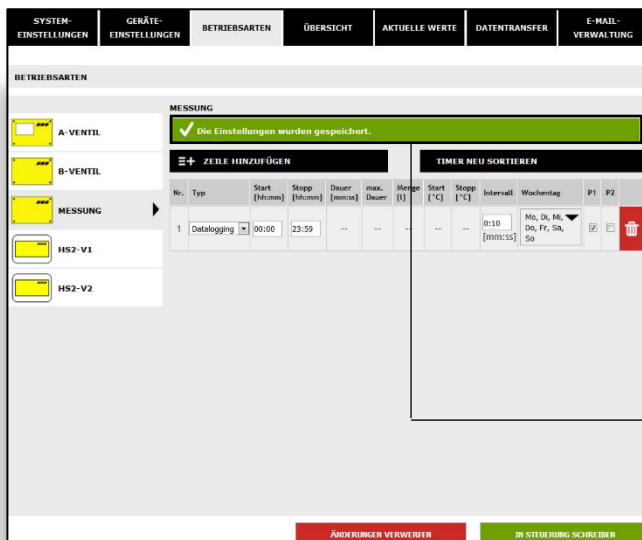 SYSTEM-
EINSTELLUNGEN
GERÄTE-
EINSTELLUNGEN
BETRIEBSARTEN
ÜBERSICHT
AKTUELLE WERTE
DATENTRANSFER
E-MAIL-
VERWALTUNG
BETRIEBSARTEN
A-VENTIL
B-VENTIL
MESSUNG
HS2-V1
HS2-V2
MESSUNG
Die Einstellungen wurden gespeichert.
ZEILE HINZUFÜGEN
TIMER NEU SORTIEREN
Nr. Typ Start [hh:mm] Stopp [hh:mm] Dauer [mm:ss] max. Dauer Menge [l] Start [°C] Stopp [°C] Intervall Wochentag P1 P2
1 Datalogging 00:00 23:59 -- -- -- -- -- 0:10 [mm:ss] Mo, Di, Mi, Do, Fr, Sa, So
ÄNDERUNGEN VERWERFEN
IN STEUERUNG SCHREIBEN